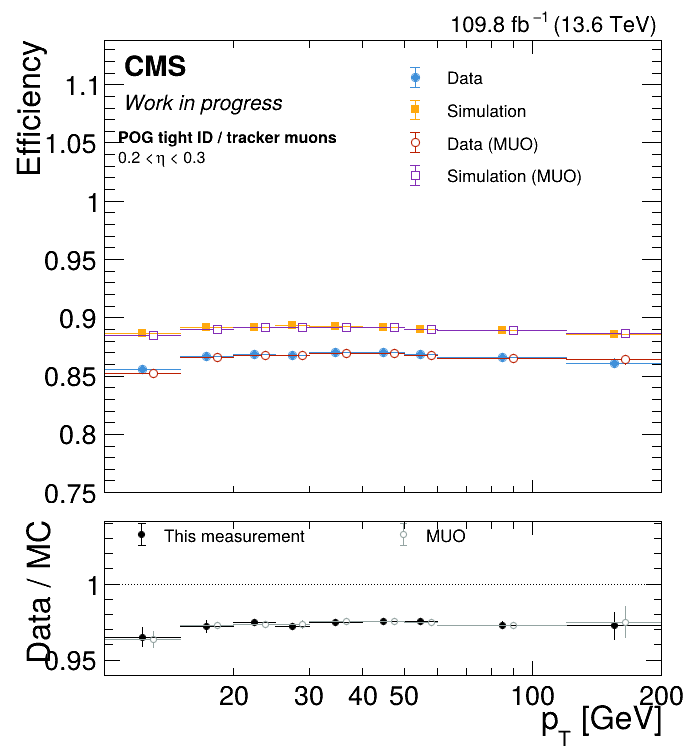 109.8 fb⁻¹ (13.6 TeV)
Efficiency
CMS
Work in progress
POG tight ID / tracker muons
0.2 < η < 0.3
Data
Simulation
Data (MUO)
Simulation (MUO)
1.1
1.05
1
0.95
0.9
0.85
0.8
0.75
Data / MC
This measurement
MUO
1
0.95
20 30 40 50 100 200
p_T [GeV]